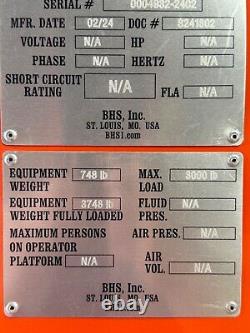 SERIAL # 0004982-2402
MFR. DATE 02/24 DOC # 8241802
VOLTAGE N/A HP N/A
PHASE N/A HERTZ N/A
SHORT CIRCUIT
RATING N/A FLA N/A
BHS, Inc.
ST. LOUIS, MO. USA
BHS1.com
EQUIPMENT WEIGHT 748 lb
MAX. LOAD 3000 lb
EQUIPMENT WEIGHT FULLY LOADED 3748 lb
FLUID PRES. N/A
MAXIMUM PERSONS ON OPERATOR PLATFORM N/A
AIR PRES. N/A
AIR VOL. N/A
BHS, Inc.
ST. LOUIS, MO. USA
ebay